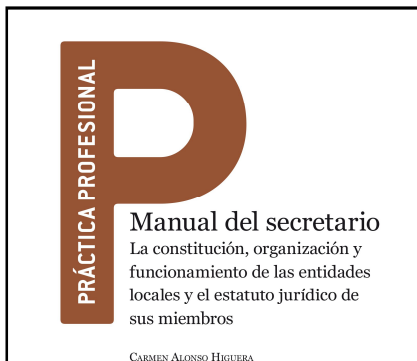 PRÁCTICA PROFESIONAL
Manual del secretario
La constitución, organización y
funcionamiento de las entidades
locales y el estatuto jurídico de
sus miembros
CARMEN ALONSO HIGUERA